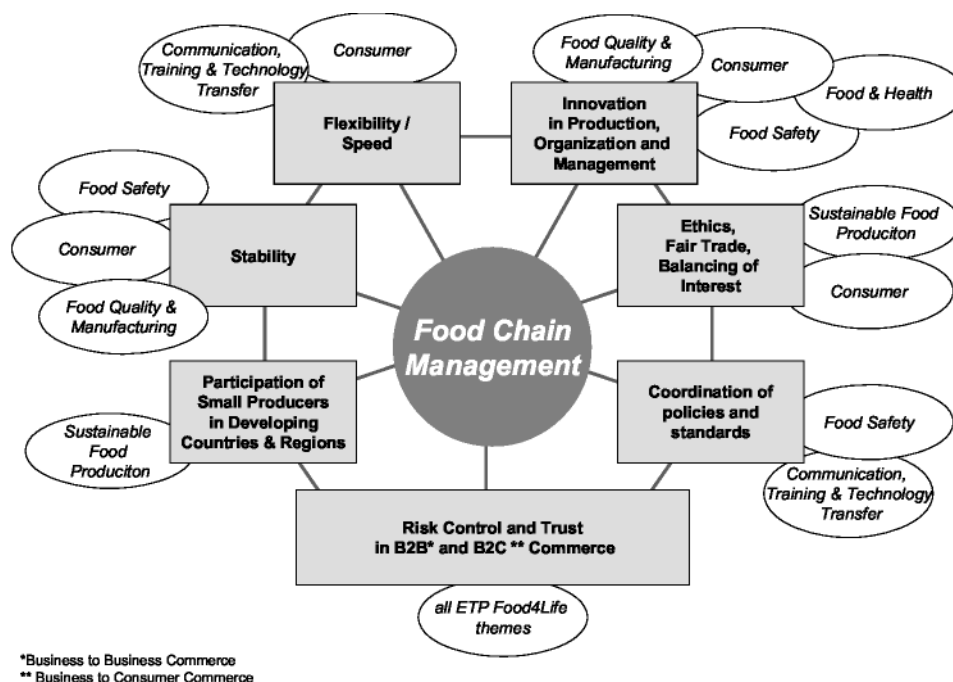 Communication,
Training & Technology
Transfer
Consumer
Flexibility /
Speed
Food Quality &
Manufacturing
Consumer
Food & Health
Food Safety
Innovation
in Production,
Organization and
Management
Food Safety
Consumer
Food Quality &
Manufacturing
Stability
Ethics,
Fair Trade,
Balancing of
Interest
Sustainable Food
Produciton
Consumer
Food Chain
Management
Participation of
Small Producers
in Developing
Countries & Regions
Sustainable
Food
Produciton
Coordination of
policies and
standards
Food Safety
Communication,
Training & Technology
Transfer
Risk Control and Trust
in B2B* and B2C ** Commerce
all ETP Food4Life
themes
*Business to Business Commerce
** Business to Consumer Commerce